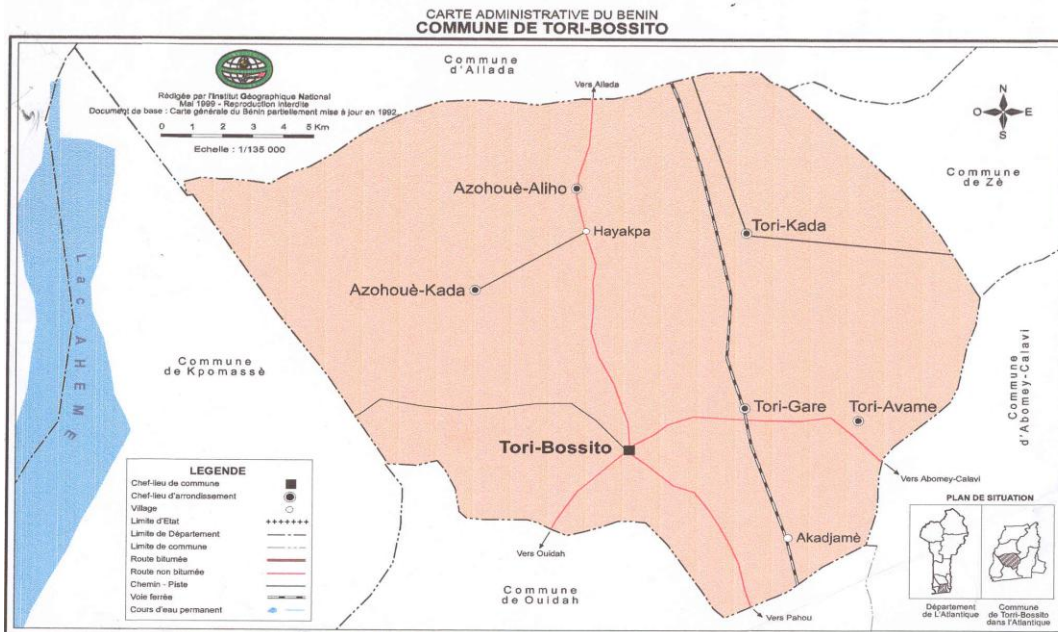 CARTE ADMINISTRATIVE DU BENIN
COMMUNE DE TORI-BOSSITO
Rédigée par l'Institut Géographique National
Mai 1999 - Reproduction interdite
Document de base : Carte générale du Bénin partiellement mise à jour en 1992
0 1 2 3 4 5 Km
Echelle : 1/135 000
Commune
d'Allada
Vers Allada
N
O E
S
Commune
de Zè
Azohouè-Aliho
Hayakpa
Tori-Kada
Azohouè-Kada
Lac AHEME
Commune
de Kpomassè
Commune
d'Abomey-Calavi
Tori-Gare
Tori-Avame
Tori-Bossito
Vers Abomey-Calavi
Akadjamè
Vers Ouidah
Commune
de Ouidah
Vers Pahou
LEGENDE
Chef-lieu de commune
Chef-lieu d'arrondissement
Village
Limite d'Etat
Limite de Département
Limite de commune
Route bitumée
Route non bitumée
Chemin - Piste
Voie ferrée
Cours d'eau permanent
PLAN DE SITUATION
Département
de L'Atlantique
Commune
de Tori-Bossito
dans l'Atlantique